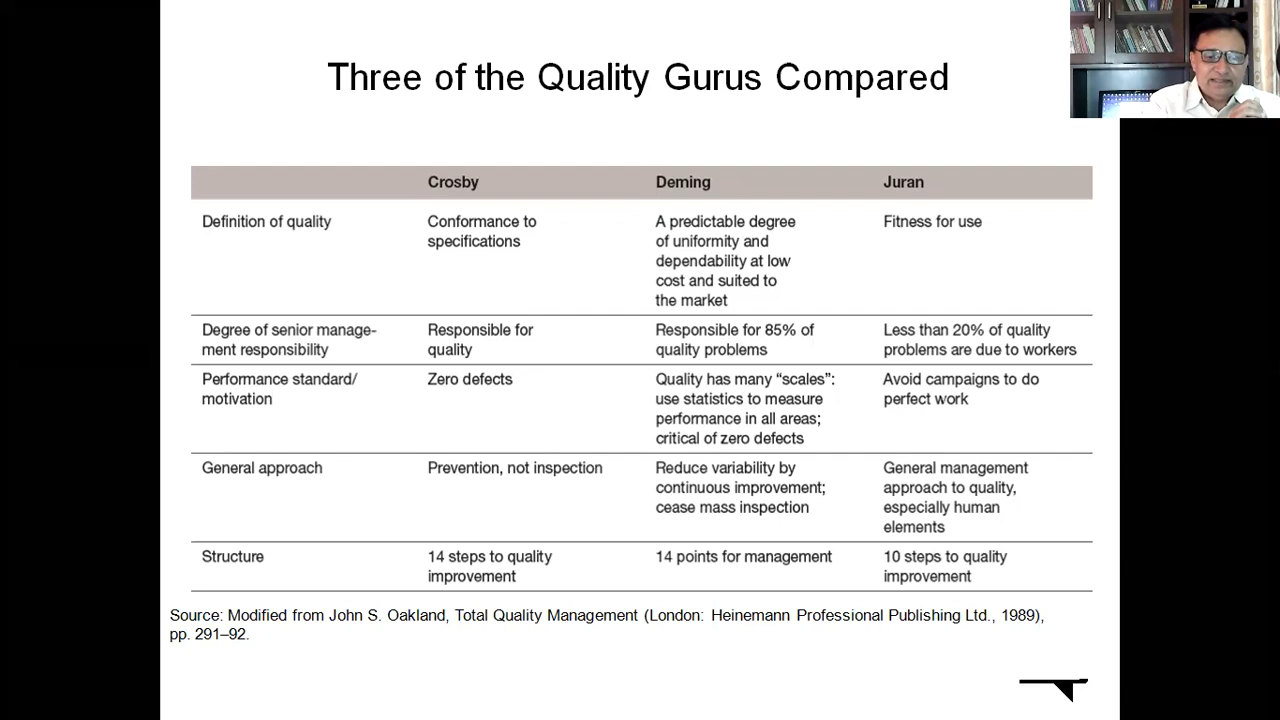 Three of the Quality Gurus Compared
Crosby Deming Juran
Definition of quality
Conformance to
specifications
A predictable degree
of uniformity and
dependability at low
cost and suited to
the market
Fitness for use
Degree of senior manage-
ment responsibility
Responsible for
quality
Responsible for 85% of
quality problems
Less than 20% of quality
problems are due to workers
Performance standard/
motivation
Zero defects
Quality has many “scales”:
use statistics to measure
performance in all areas;
critical of zero defects
Avoid campaigns to do
perfect work
General approach
Prevention, not inspection
Reduce variability by
continuous improvement;
cease mass inspection
General management
approach to quality,
especially human
elements
Structure
14 steps to quality
improvement
14 points for management
10 steps to quality
improvement
Source: Modified from John S. Oakland, Total Quality Management (London: Heinemann Professional Publishing Ltd., 1989),
pp. 291–92.